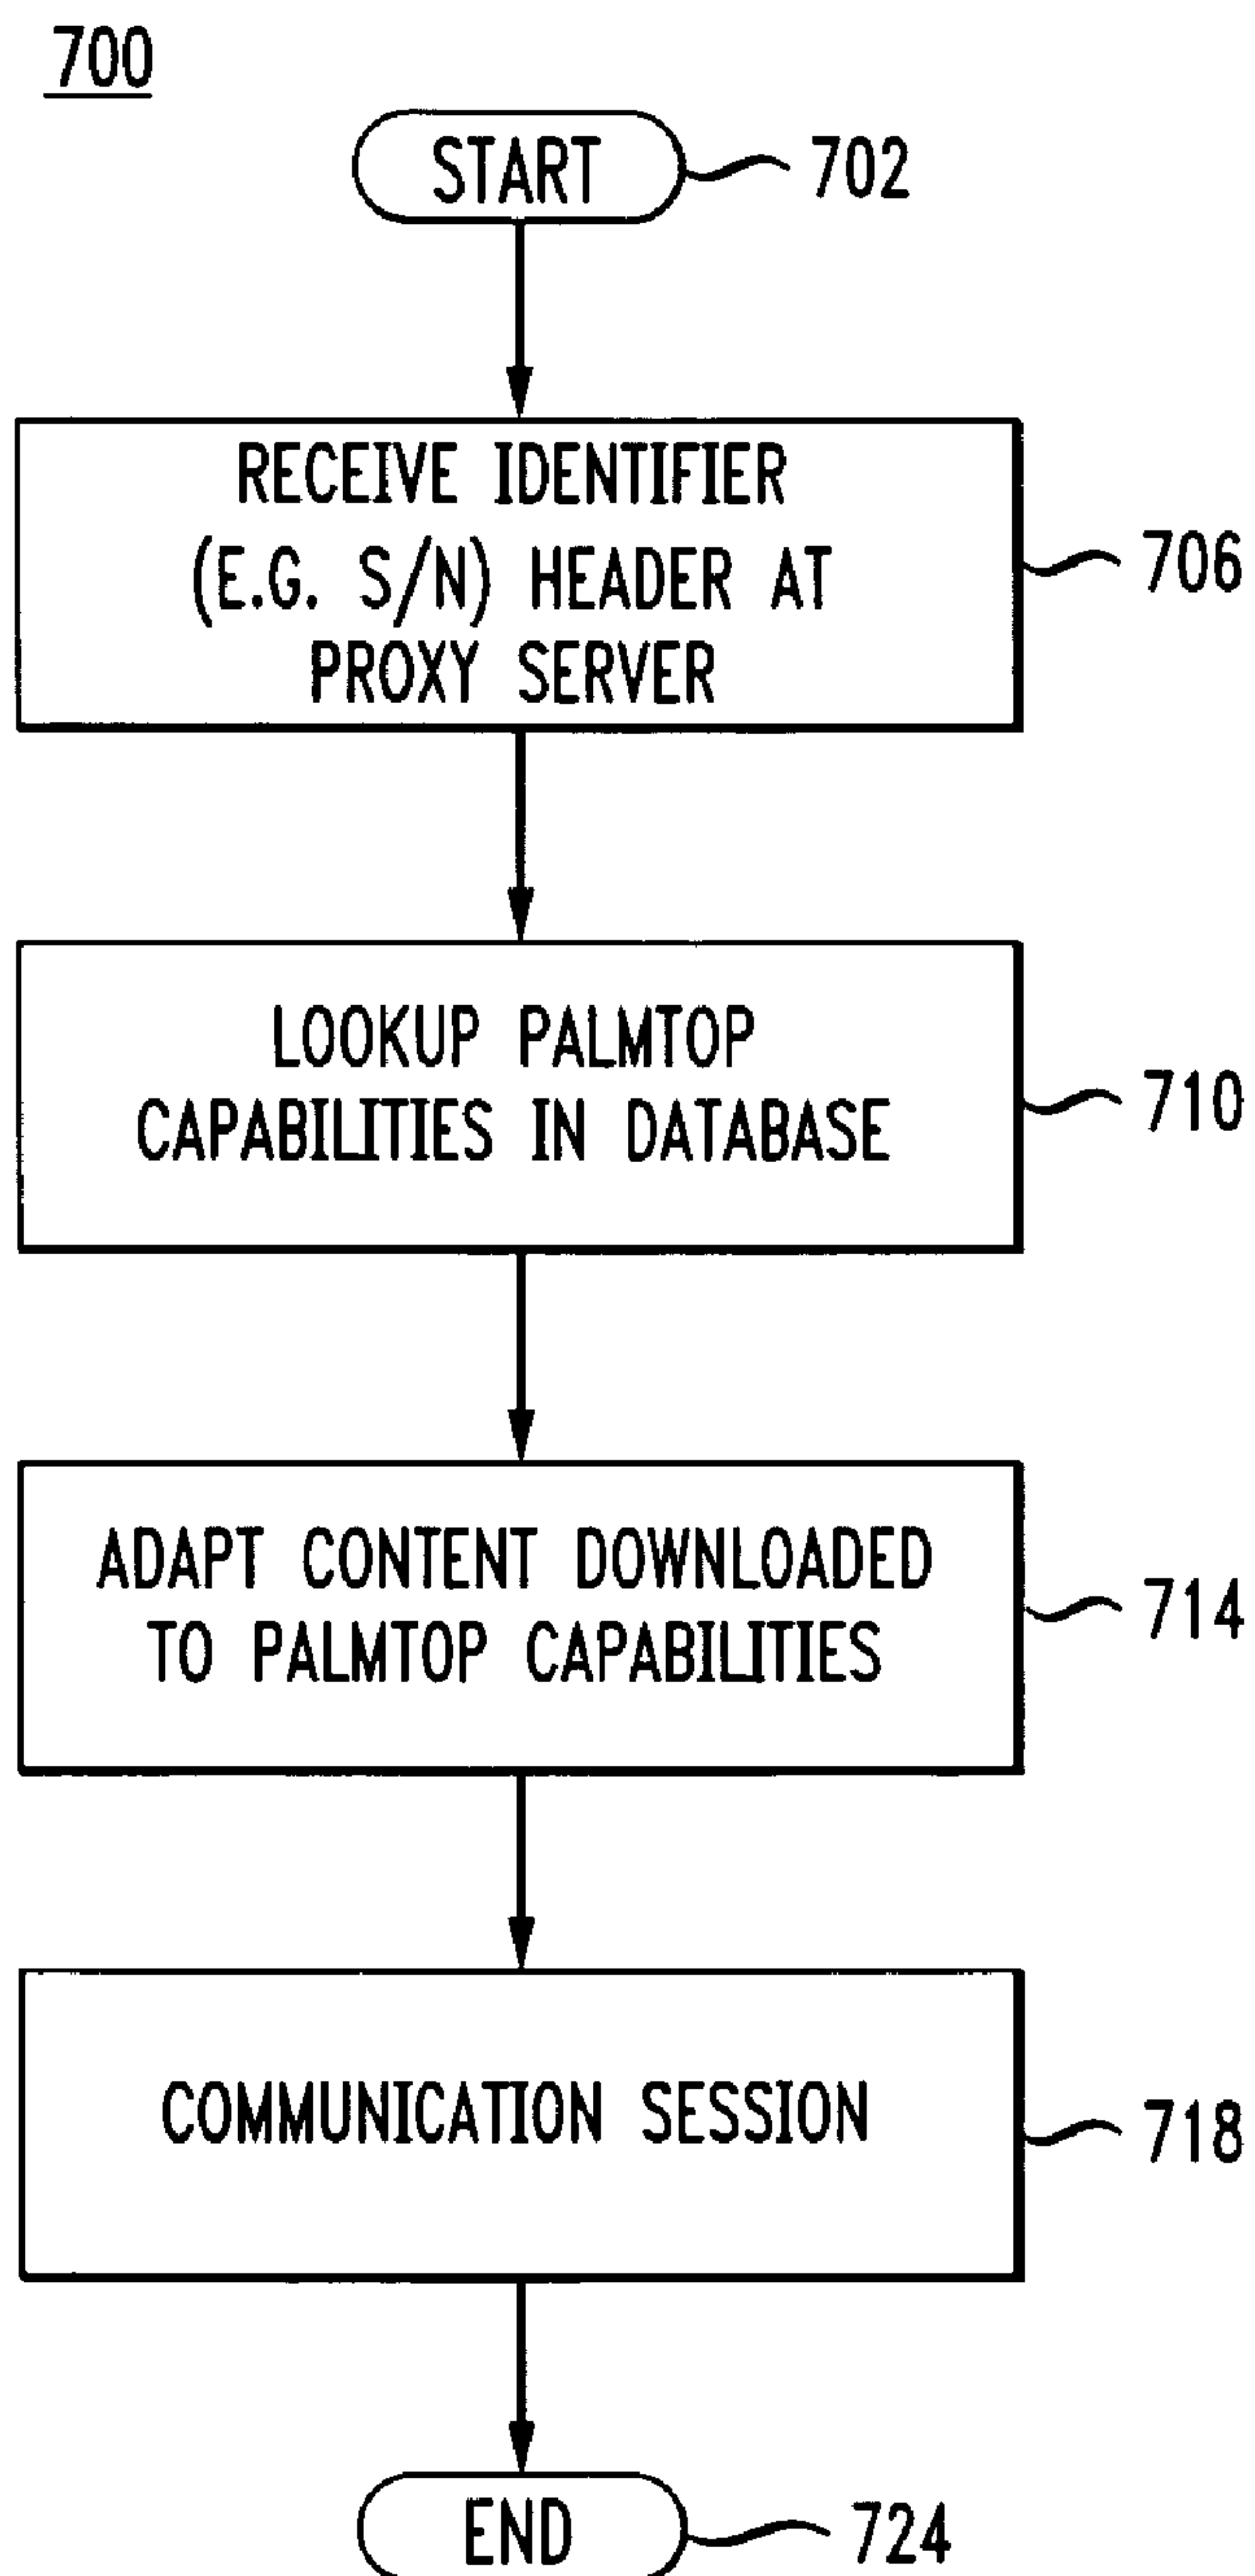 700
START
702
RECEIVE IDENTIFIER
(E.G. S/N) HEADER AT
PROXY SERVER
706
LOOKUP PALMTOP
CAPABILITIES IN DATABASE
710
ADAPT CONTENT DOWNLOADED
TO PALMTOP CAPABILITIES
714
COMMUNICATION SESSION
718
END
724